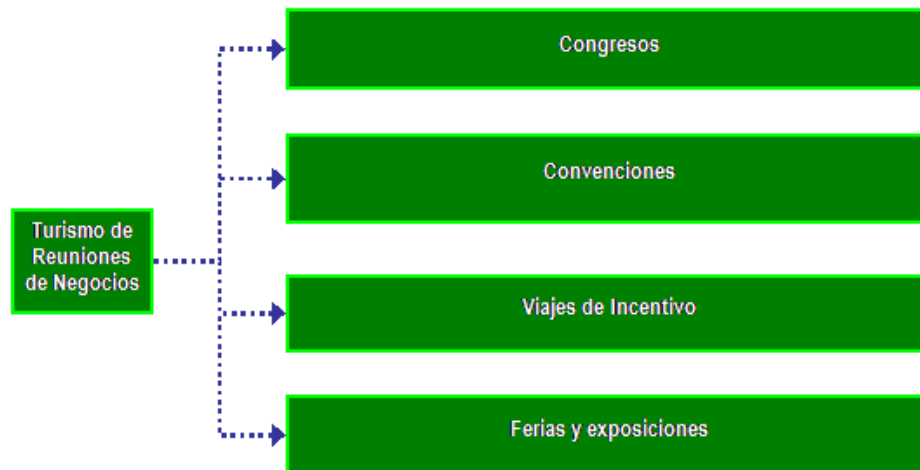 Congresos
Convenciones
Turismo de
Reuniones
de Negocios
Viajes de Incentivo
Ferias y exposiciones